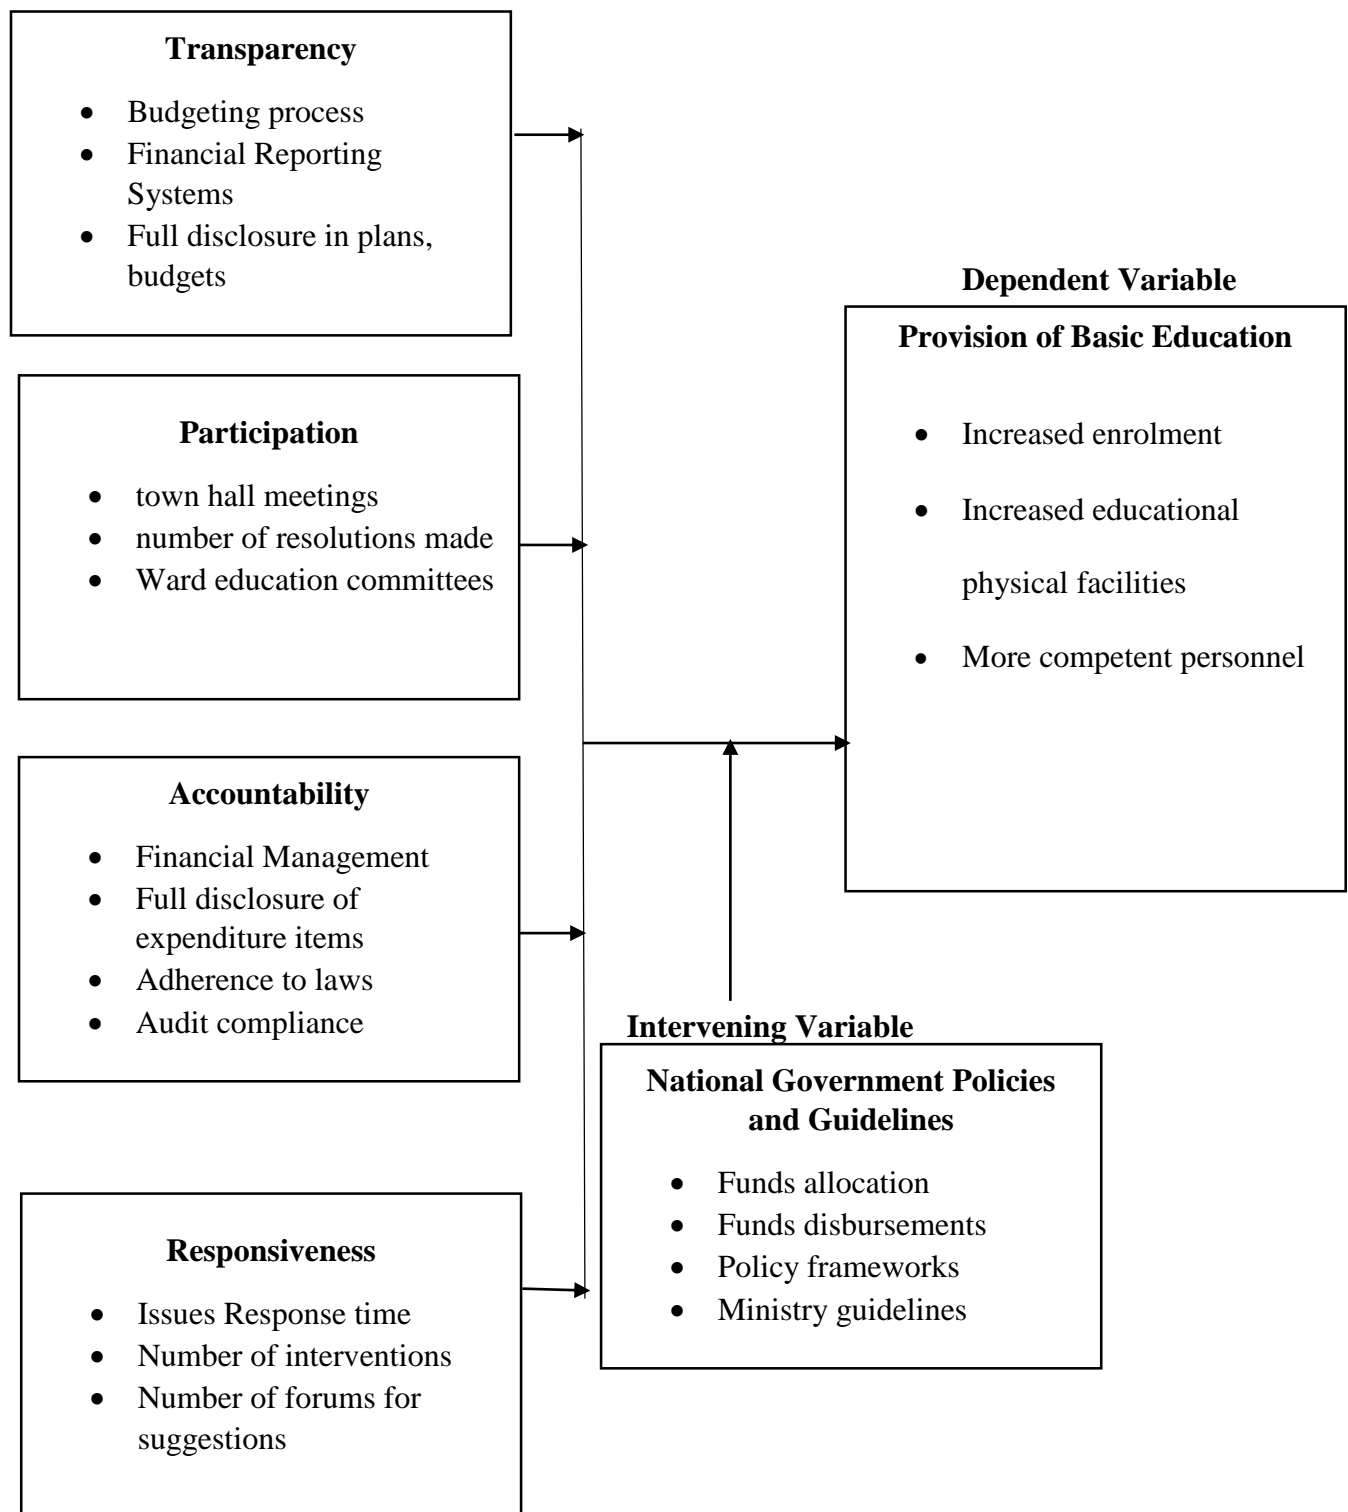 Transparency
• Budgeting process
• Financial Reporting
Systems
• Full disclosure in plans,
budgets
Participation
• town hall meetings
• number of resolutions made
• Ward education committees
Accountability
• Financial Management
• Full disclosure of
expenditure items
• Adherence to laws
• Audit compliance
Responsiveness
• Issues Response time
• Number of interventions
• Number of forums for
suggestions
Dependent Variable
Provision of Basic Education
• Increased enrolment
• Increased educational
physical facilities
• More competent personnel
Intervening Variable
National Government Policies
and Guidelines
• Funds allocation
• Funds disbursements
• Policy frameworks
• Ministry guidelines